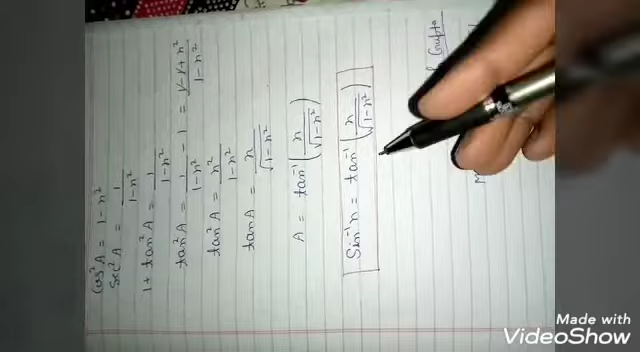 Cos²A = 1 - x²
Sec²A = 1/(1 - x²)
1 + tan²A = 1/(1 - x²)
tan²A = 1/(1 - x²) - 1 = (1 - 1 + x²)/(1 - x²)
tan²A = x²/(1 - x²)
tanA = x/√(1 - x²)
A = tan⁻¹(x/√(1 - x²))
Sin⁻¹x = tan⁻¹(x/√(1 - x²))
Gupta
Made with
VideoShow